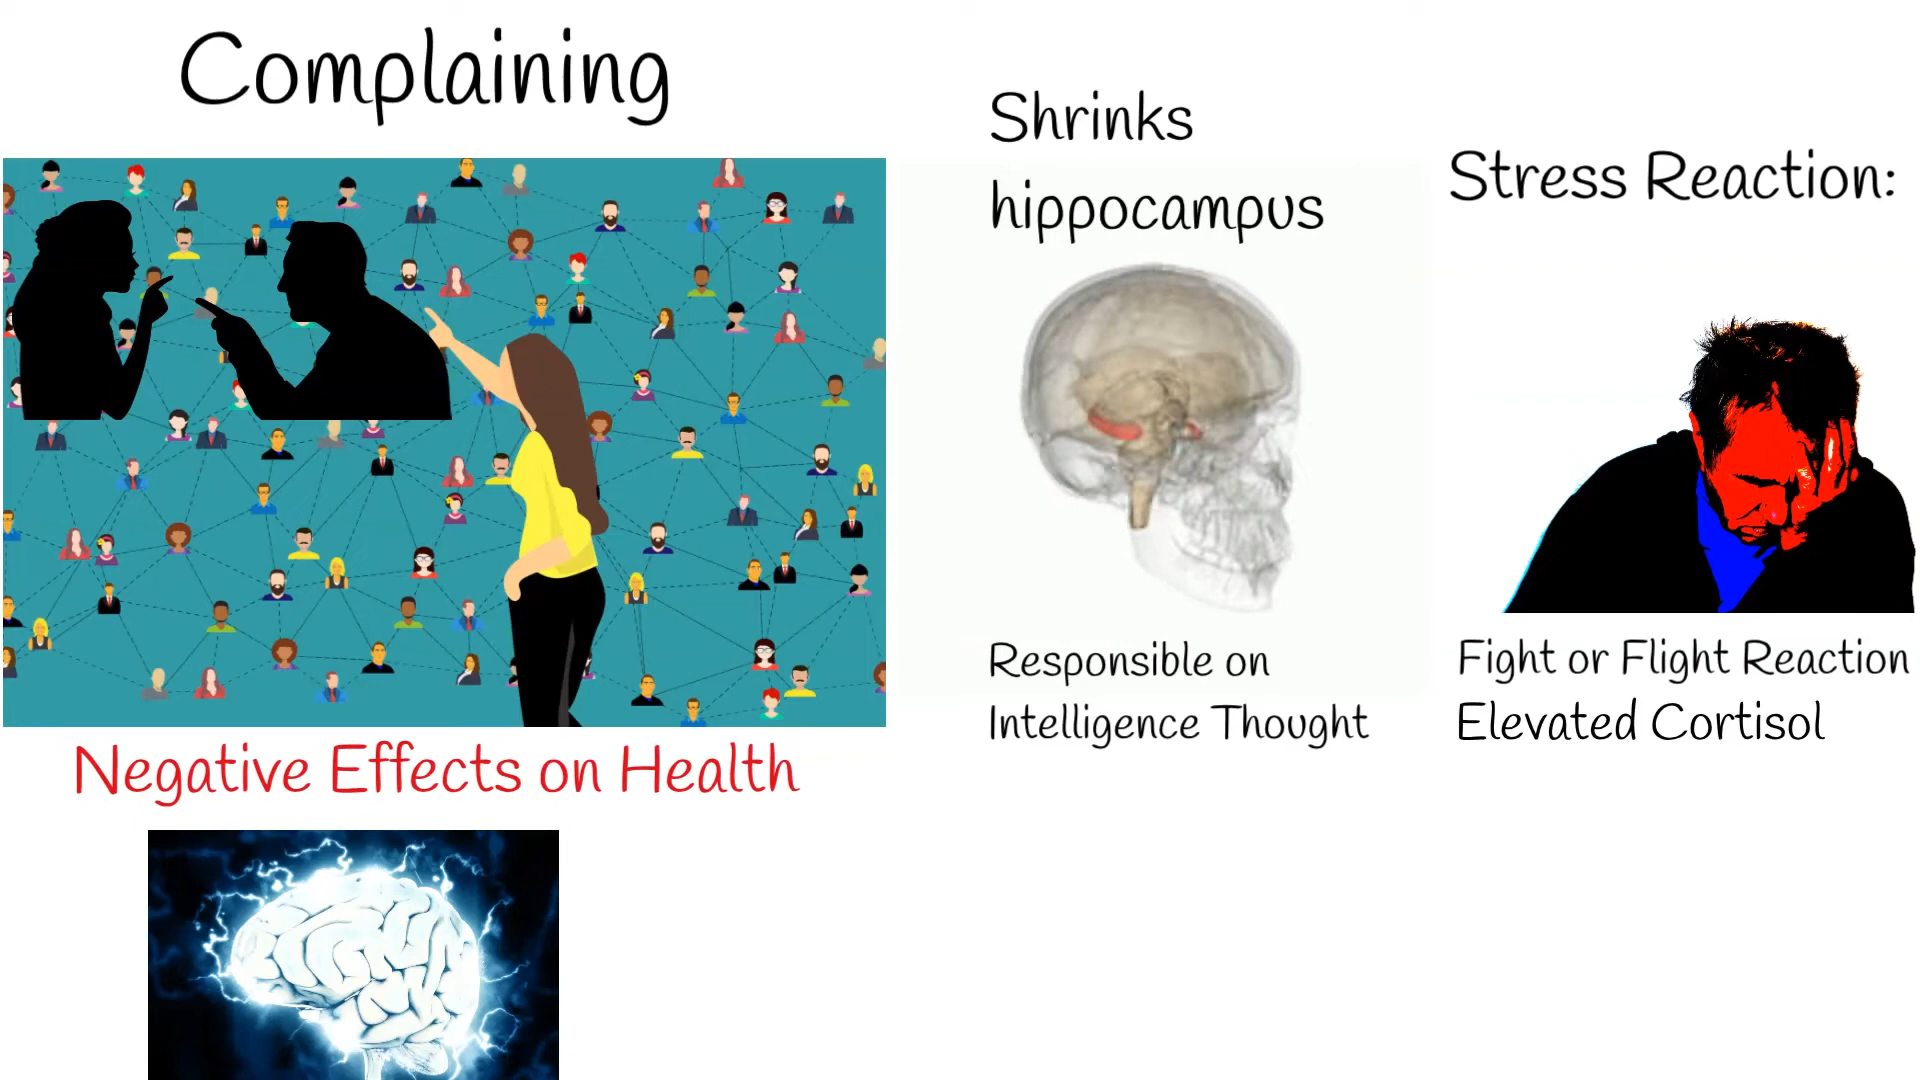 Complaining
Negative Effects on Health
Shrinks
hippocampus
Responsible on
Intelligence Thought
Stress Reaction:
Fight or Flight Reaction
Elevated Cortisol